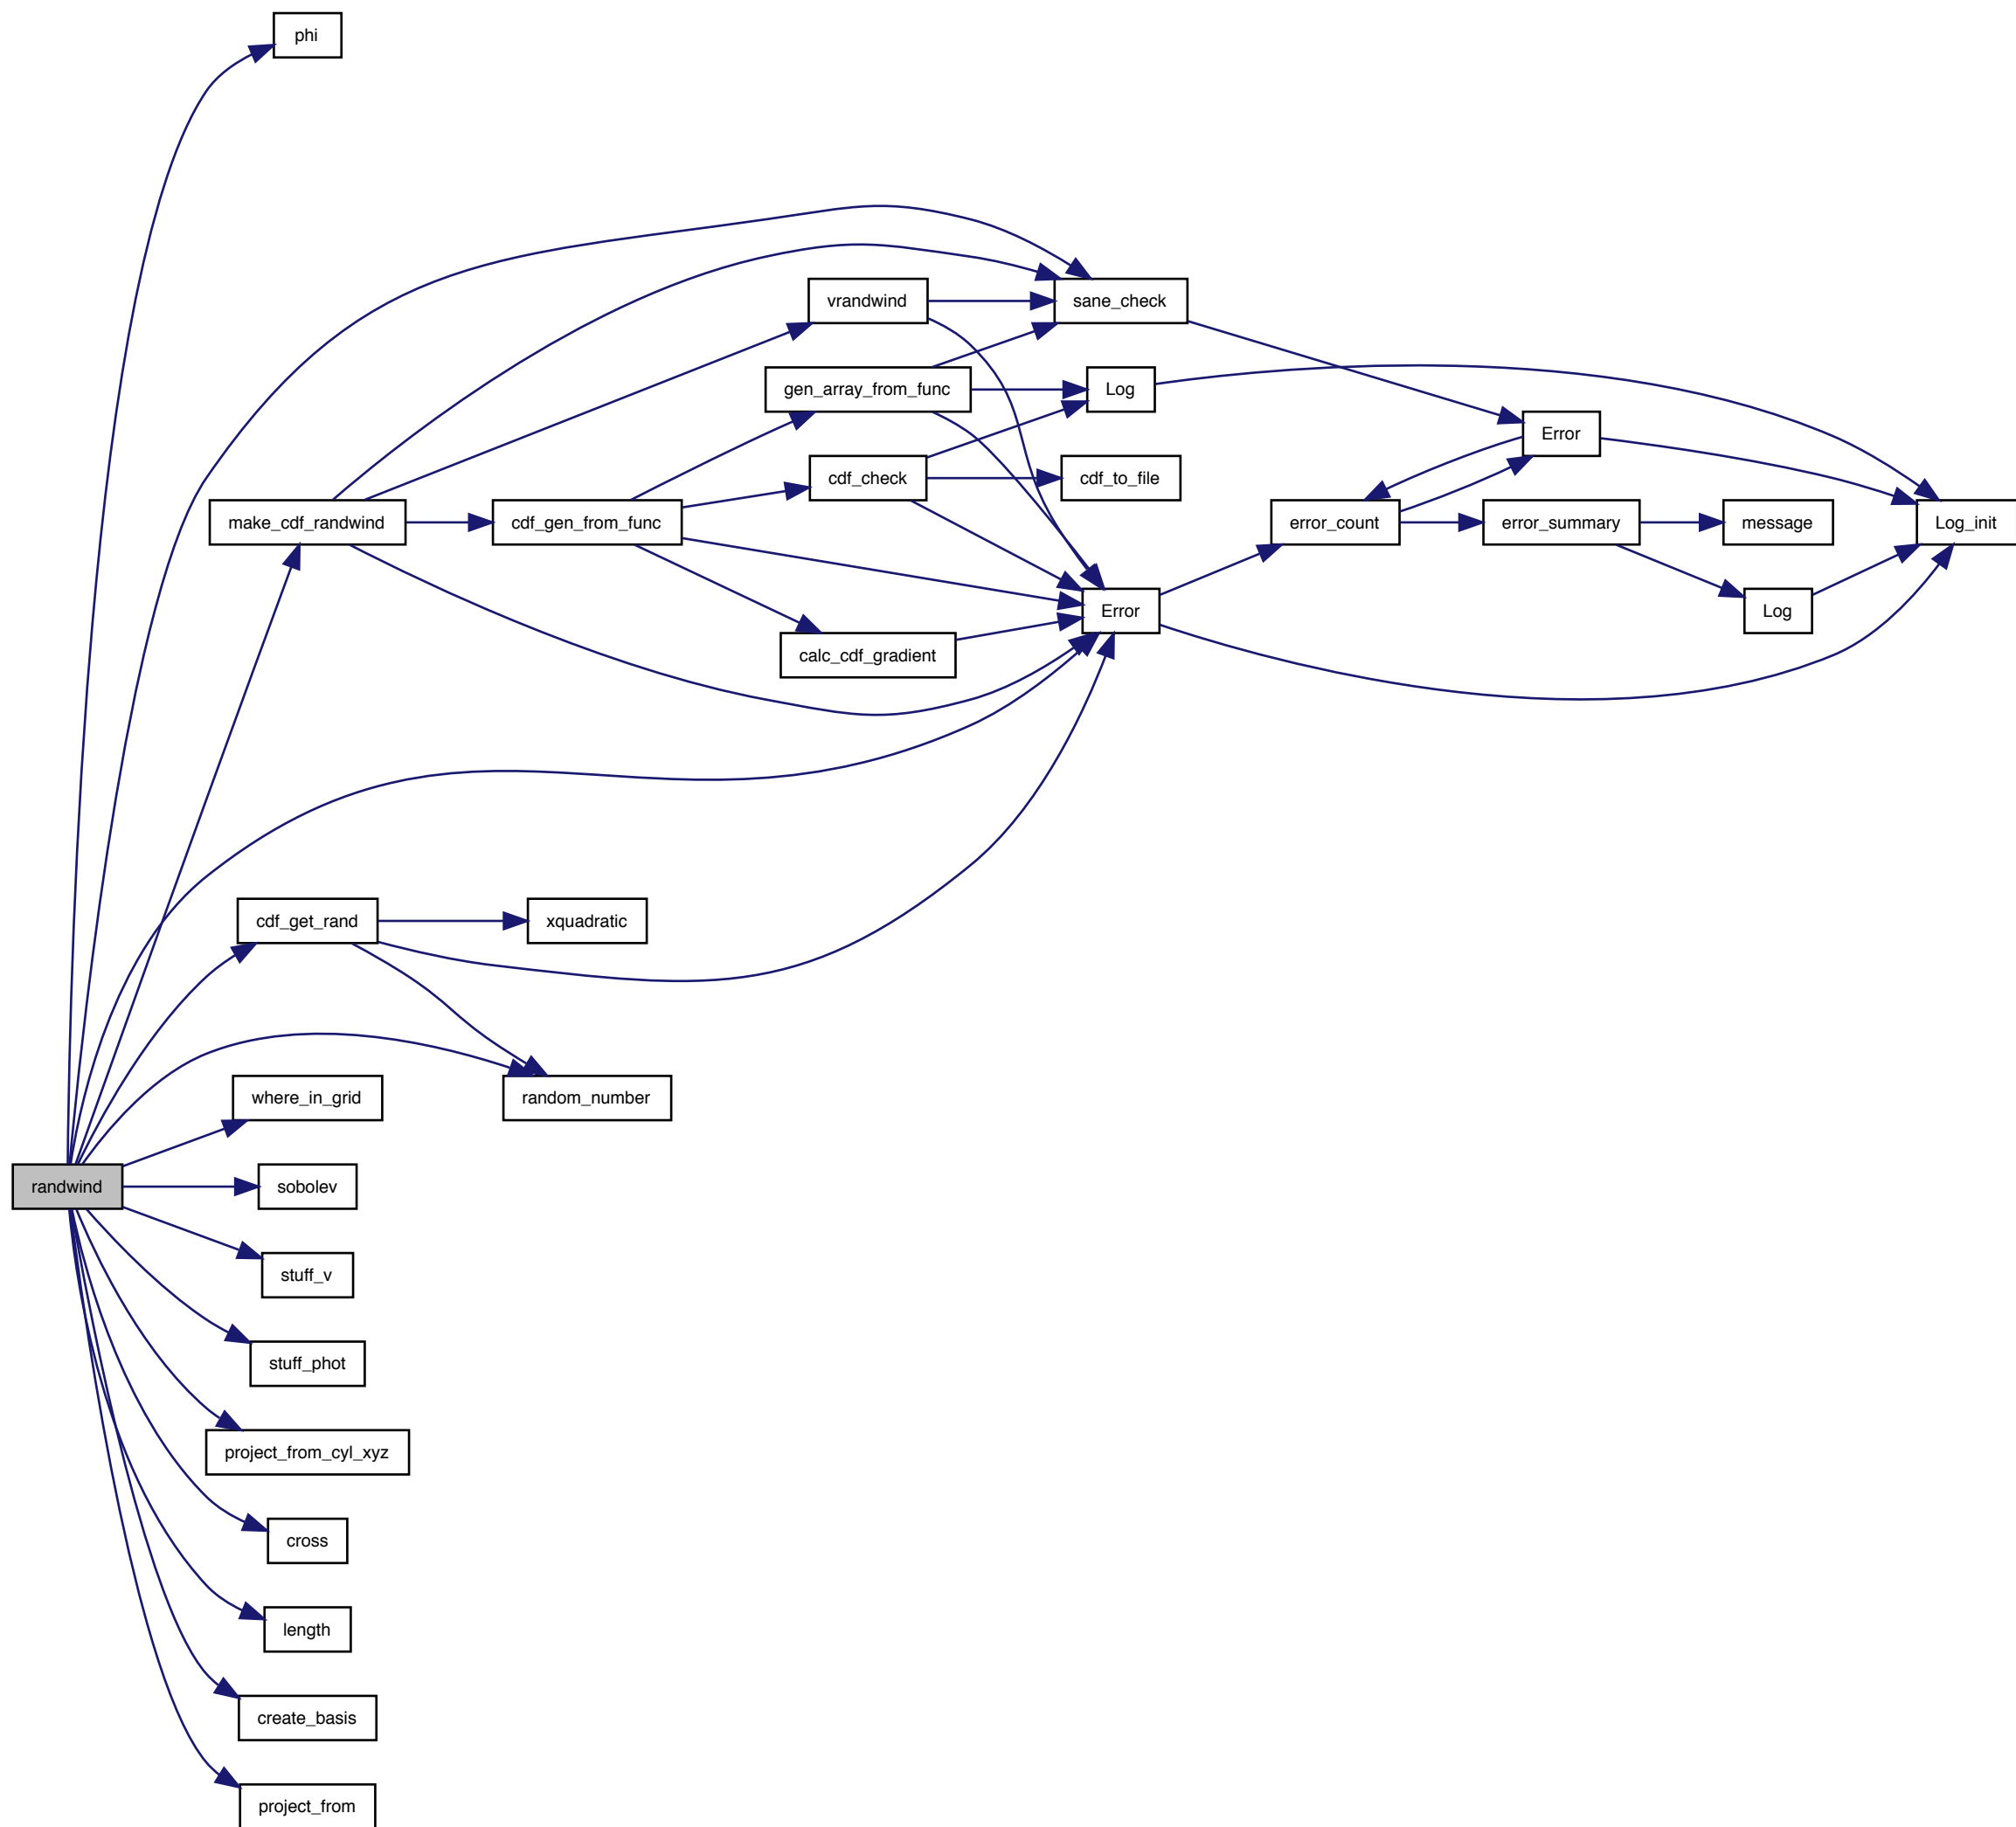 phi
vrandwind
sane_check
gen_array_from_func
Log
Error
cdf_check
cdf_to_file
make_cdf_randwind
cdf_gen_from_func
error_count
error_summary
message
Log_init
Error
Log
calc_cdf_gradient
cdf_get_rand
xquadratic
where_in_grid
random_number
randwind
sobolev
stuff_v
stuff_phot
project_from_cyl_xyz
cross
length
create_basis
project_from